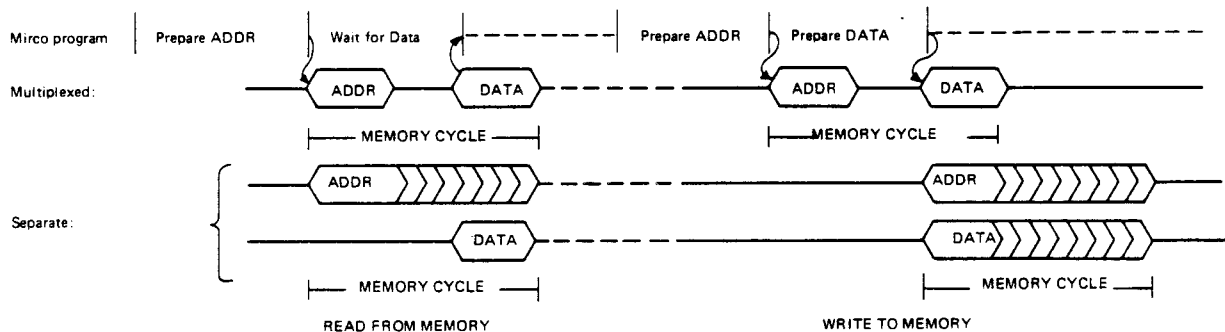 Mirco program Prepare ADDR Wait for Data Prepare ADDR Prepare DATA
Multiplexed: ADDR DATA ADDR DATA
MEMORY CYCLE MEMORY CYCLE
ADDR ADDR
Separate:
DATA DATA
MEMORY CYCLE MEMORY CYCLE
READ FROM MEMORY WRITE TO MEMORY